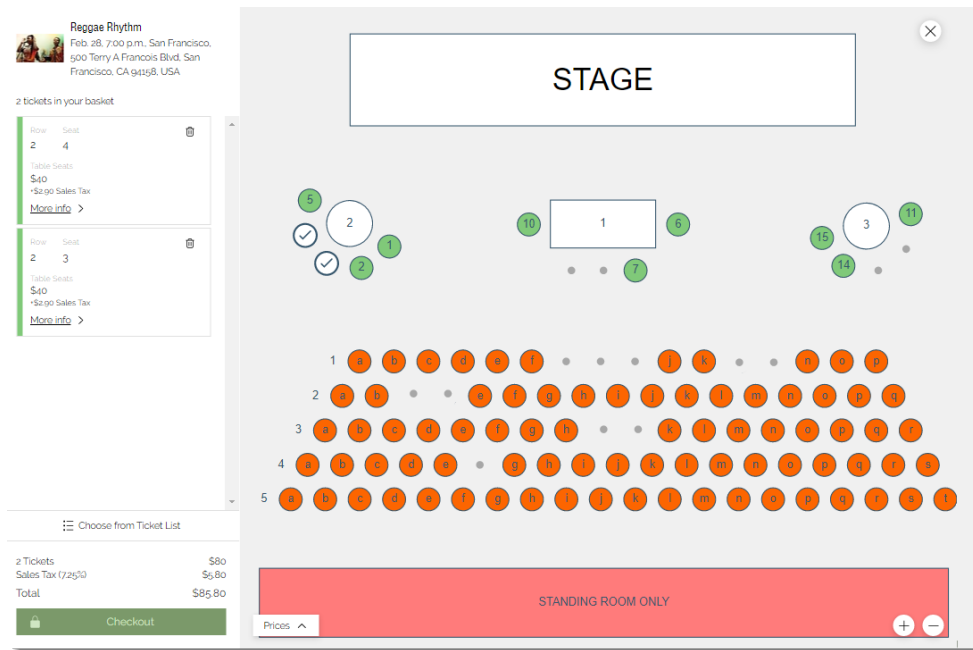 Reggae Rhythm
Feb. 28, 7:00 p.m., San Francisco,
500 Terry A Francois Blvd, San
Francisco, CA 94158, USA
2 tickets in your basket
Row Seat
2 4
Table Seats
$40
+$2.90 Sales Tax
More info
Row Seat
2 3
Table Seats
$40
+$2.90 Sales Tax
More info
Choose from Ticket List
2 Tickets $80
Sales Tax (7.25%) $5.80
Total $85.80
Checkout
STAGE
5 2 1 2
10 1 6 7
15 3 11 14
1 a b c d e f j k n o p
2 a b e f g h i j k l m n o p q
3 a b c d e f g h k l m n o p q r
4 a b c d e g h i j k l m n o p q r s
5 a b c d e f g h i j k l m n o p q r s t
STANDING ROOM ONLY
Prices